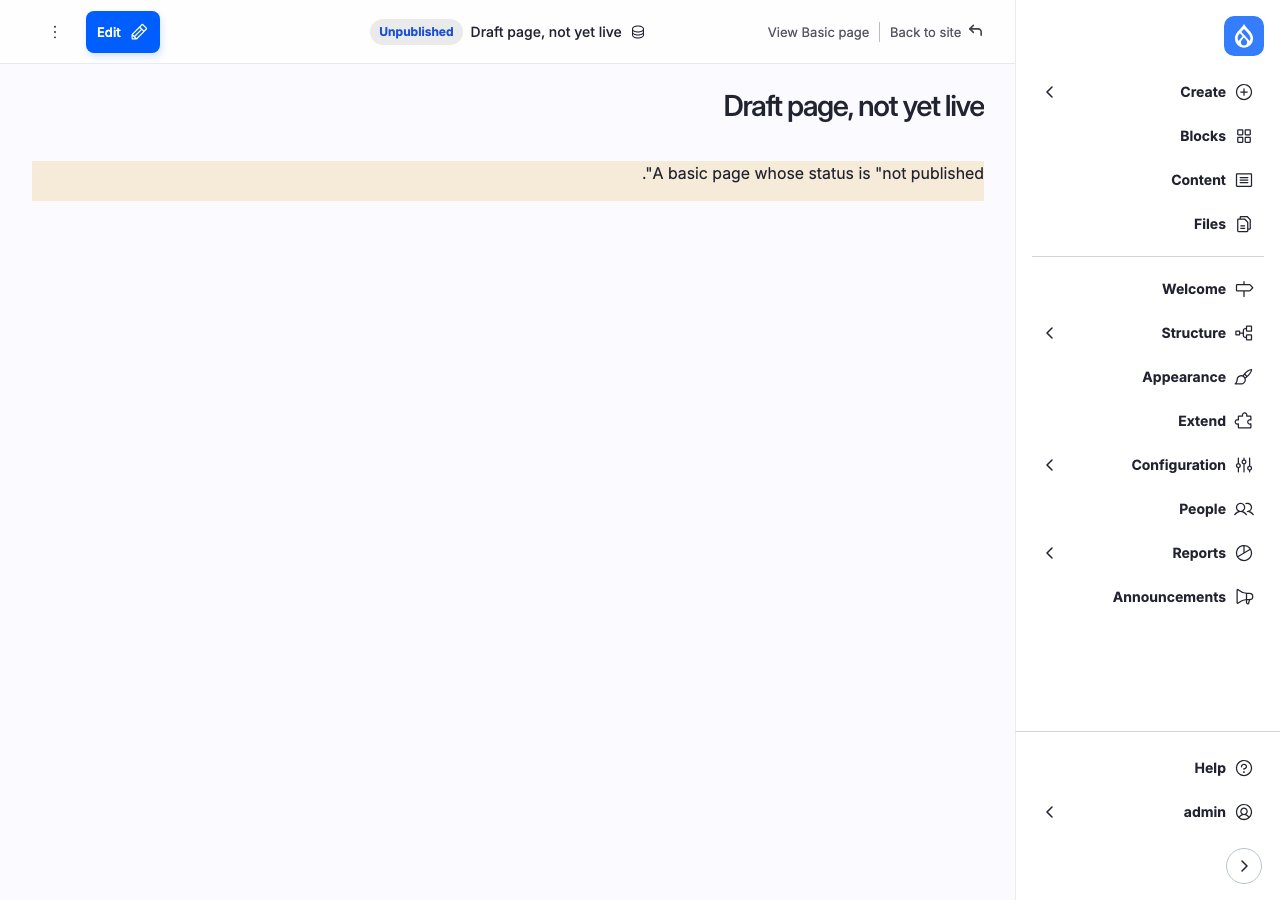 Edit
Unpublished Draft page, not yet live
View Basic page
Back to site
Draft page, not yet live
A basic page whose status is "not published".
Create
Blocks
Content
Files
Welcome
Structure
Appearance
Extend
Configuration
People
Reports
Announcements
Help
admin